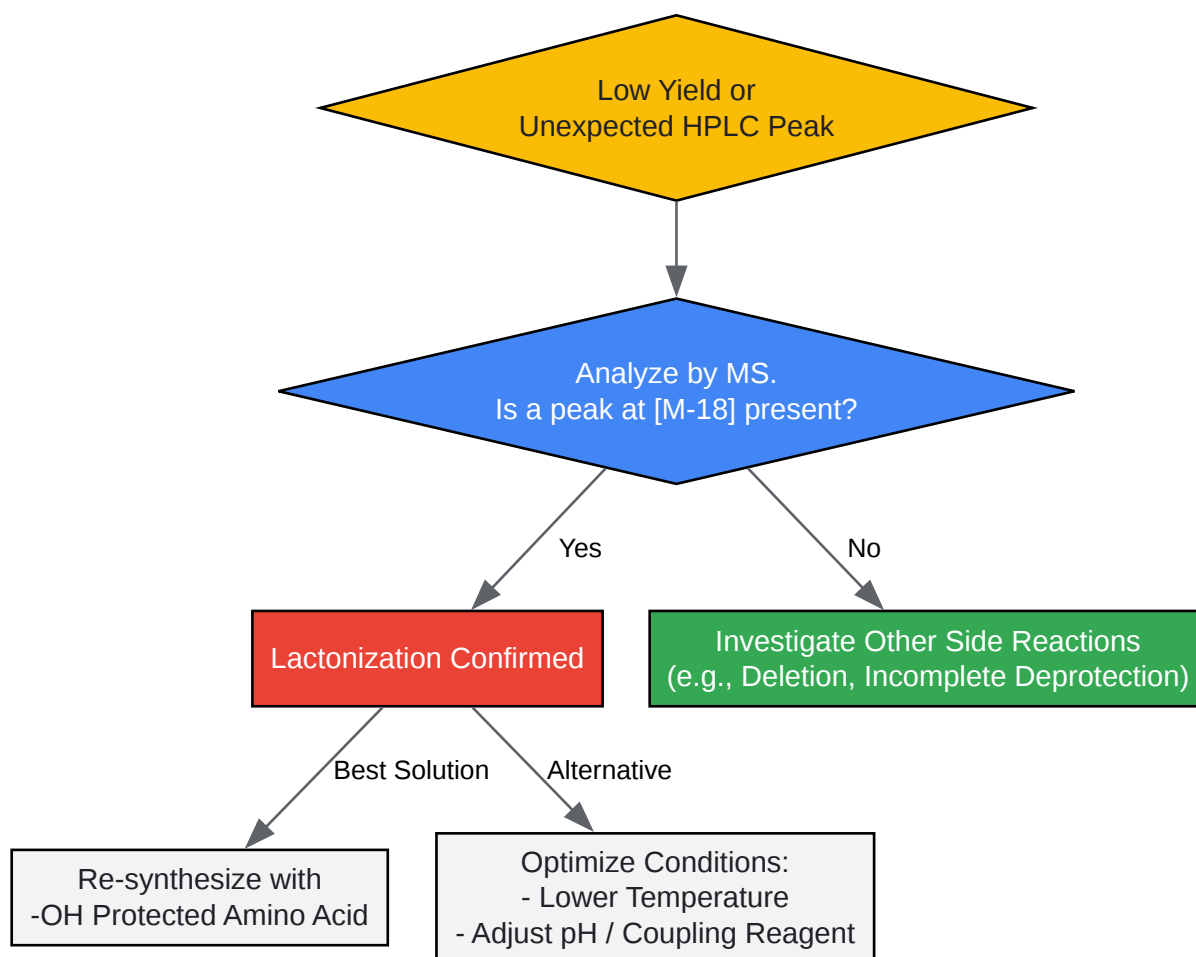 Low Yield or
Unexpected HPLC Peak
Analyze by MS.
Is a peak at [M-18] present?
Yes
No
Lactonization Confirmed
Investigate Other Side Reactions
(e.g., Deletion, Incomplete Deprotection)
Best Solution
Alternative
Re-synthesize with
-OH Protected Amino Acid
Optimize Conditions:
- Lower Temperature
- Adjust pH / Coupling Reagent